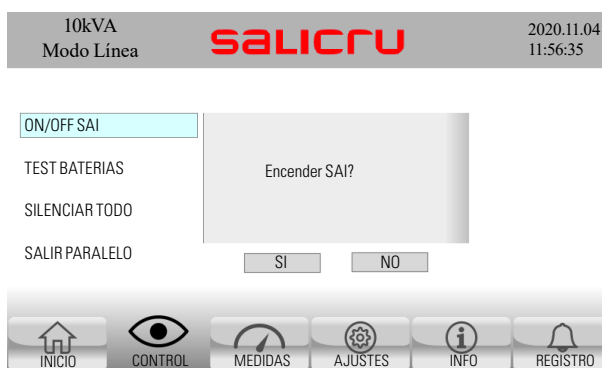 10kVA
Modo Línea
salicru
2020.11.04
11:56:35
ON/OFF SAI
TEST BATERIAS
SILENCIAR TODO
SALIR PARALELO
Encender SAI?
SI
NO
INICIO
CONTROL
MEDIDAS
AJUSTES
INFO
REGISTRO